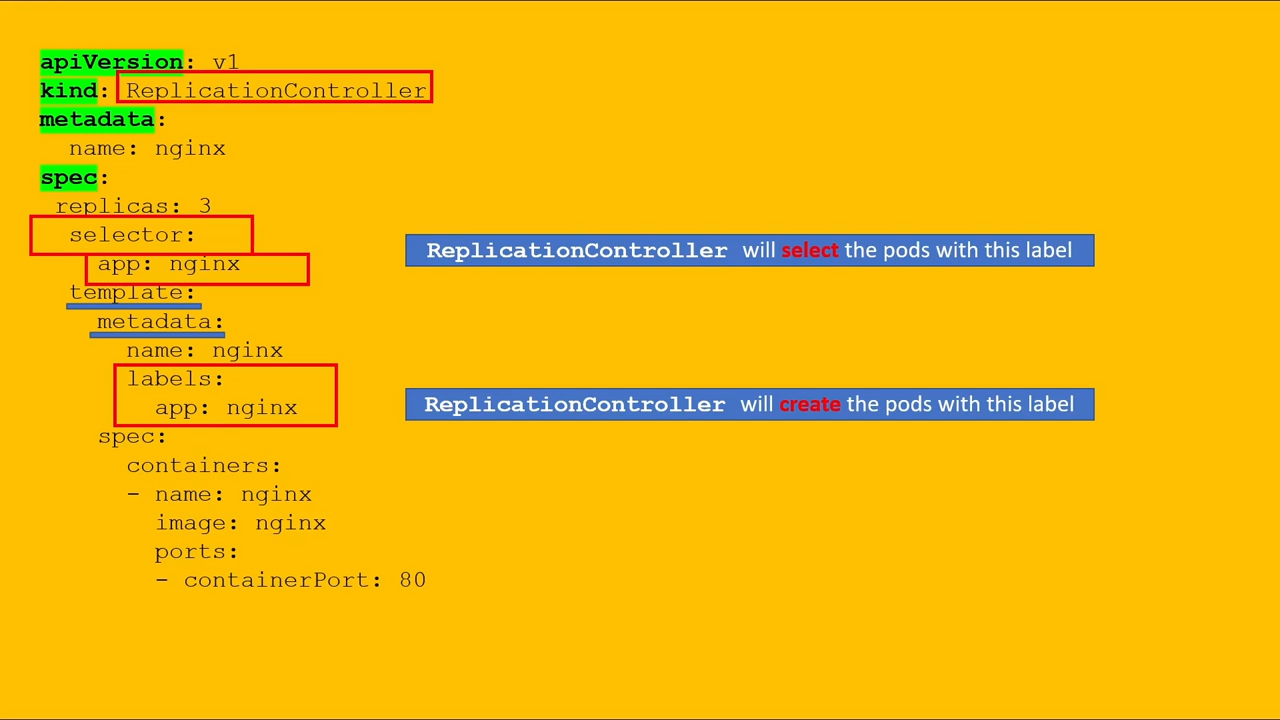 apiVersion: v1
kind: ReplicationController
metadata:
  name: nginx
spec:
 replicas: 3
  selector:
    app: nginx
ReplicationController will select the pods with this label
  template:
    metadata:
      name: nginx
      labels:
        app: nginx
ReplicationController will create the pods with this label
    spec:
      containers:
      - name: nginx
        image: nginx
        ports:
        - containerPort: 80